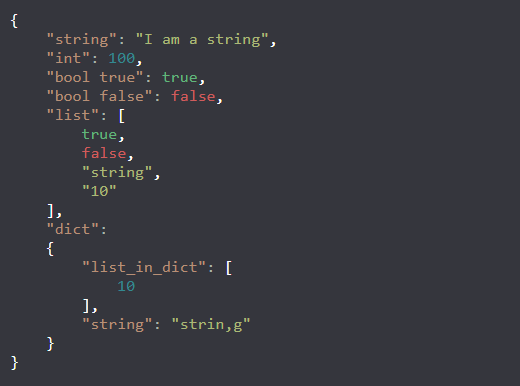 {
    "string": "I am a string",
    "int": 100,
    "bool true": true,
    "bool false": false,
    "list": [
        true,
        false,
        "string",
        "10"
    ],
    "dict":
    {
        "list_in_dict": [
            10
        ],
        "string": "strin,g"
    }
}